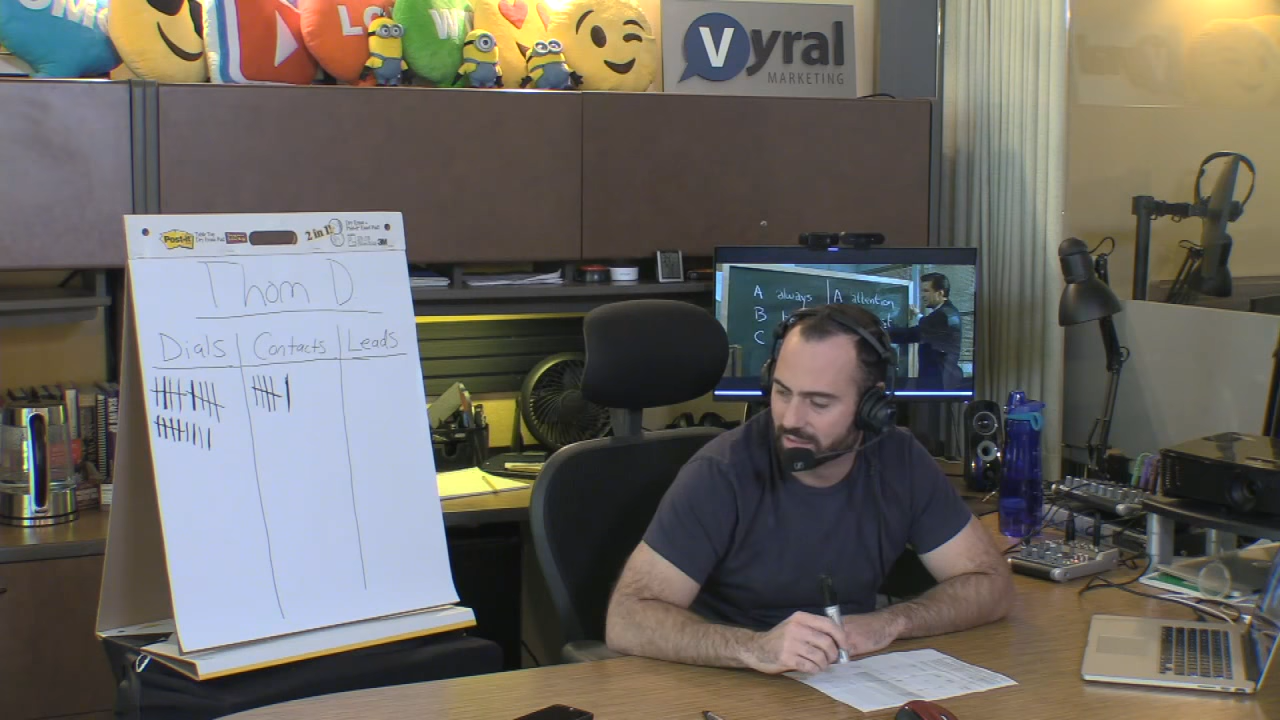 Vyral
MARKETING
Post-it
2 in 1
3M
Thom D
Dials Contacts Leads
A always A attention
B
C